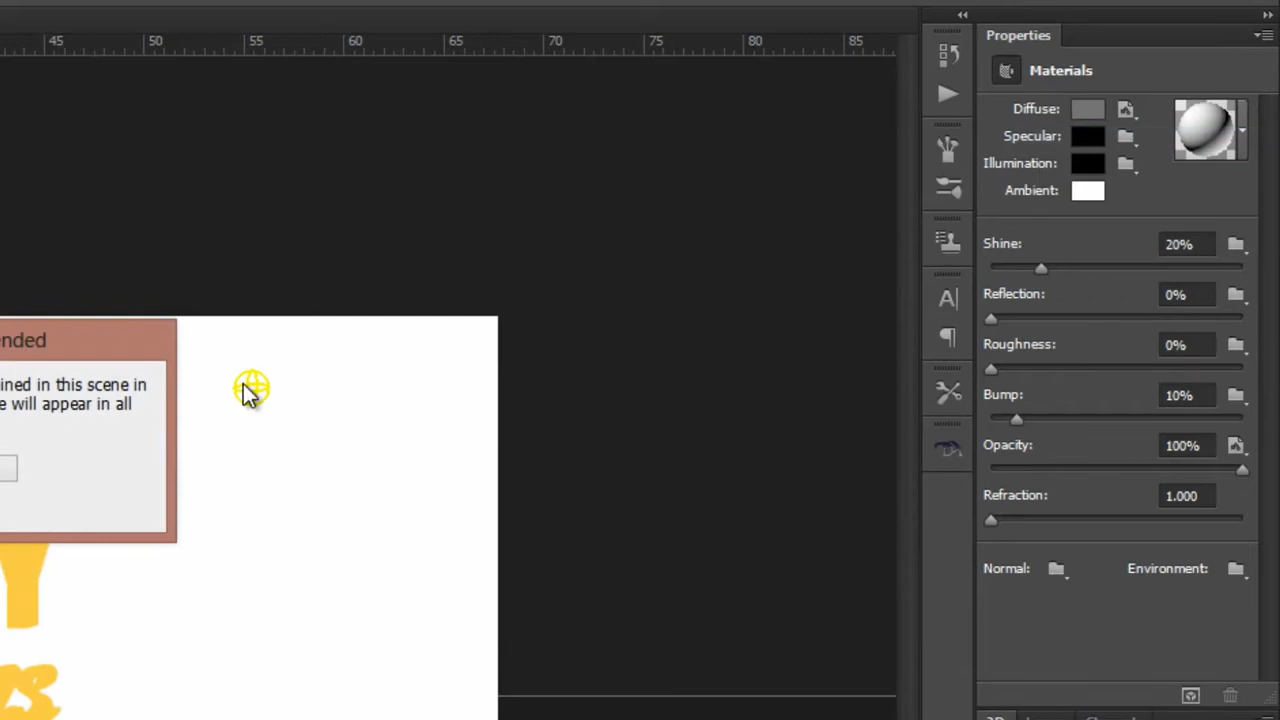 45 50 55 60 65 70 75 80 85
Properties
Materials
Diffuse:
Specular:
Illumination:
Ambient:
Shine: 20%
Reflection: 0%
Roughness: 0%
Bump: 10%
Opacity: 100%
Refraction: 1.000
Normal: Environment:
ended
ined in this scene in
e will appear in all